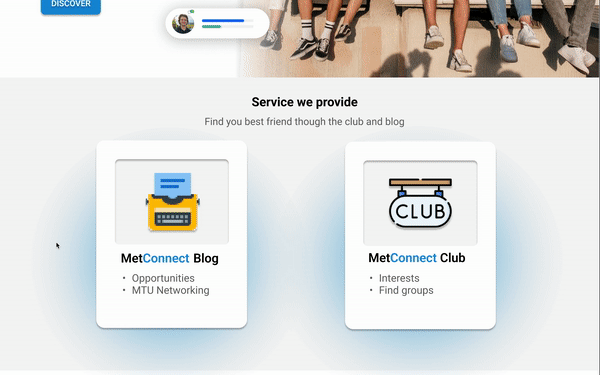 DISCOVER
Service we provide
Find you best friend though the club and blog
CLUB
MetConnect Blog
• Opportunities
• MTU Networking
MetConnect Club
• Interests
• Find groups